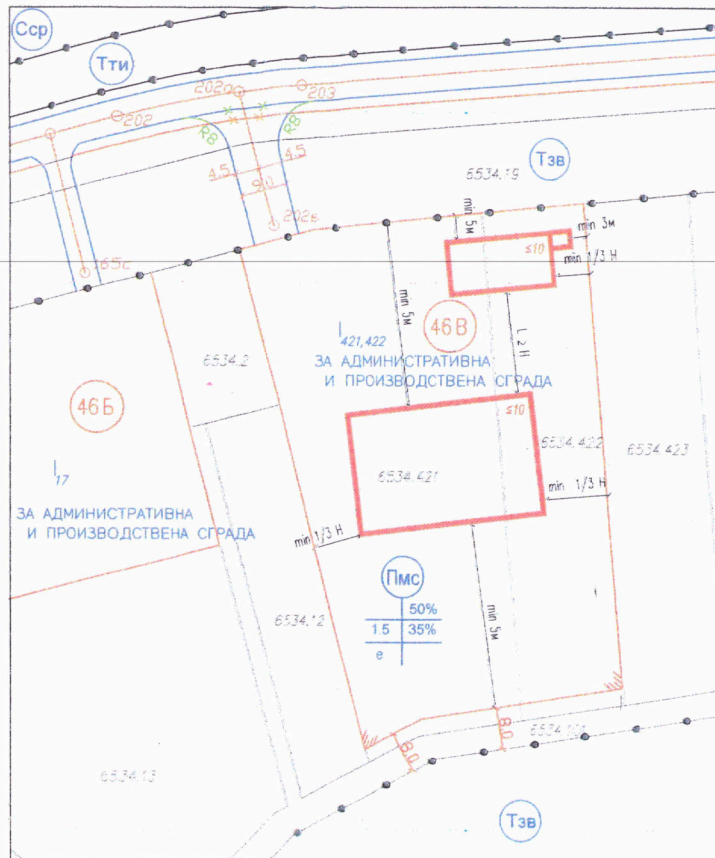 Сср
Тти
202а
203
202
R8
R8
4.5
4.5
9.0
Тзв
6534.19
202в
165с
min 5м
min 3м
≤10
min 1/3 H
min 5м
46В
I 421,422
ЗА АДМИНИСТРАТИВНА
И ПРОИЗВОДСТВЕНА СГРАДА
6534.2
46Б
≤10
6534.422
6534.423
6534.421
I 17
min 1/3 H
ЗА АДМИНИСТРАТИВНА
И ПРОИЗВОДСТВЕНА СГРАДА
min 1/3 H
Пмс
50%
1.5 35%
е
min 5м
6534.12
8.0
8.0
6534.13
Тзв